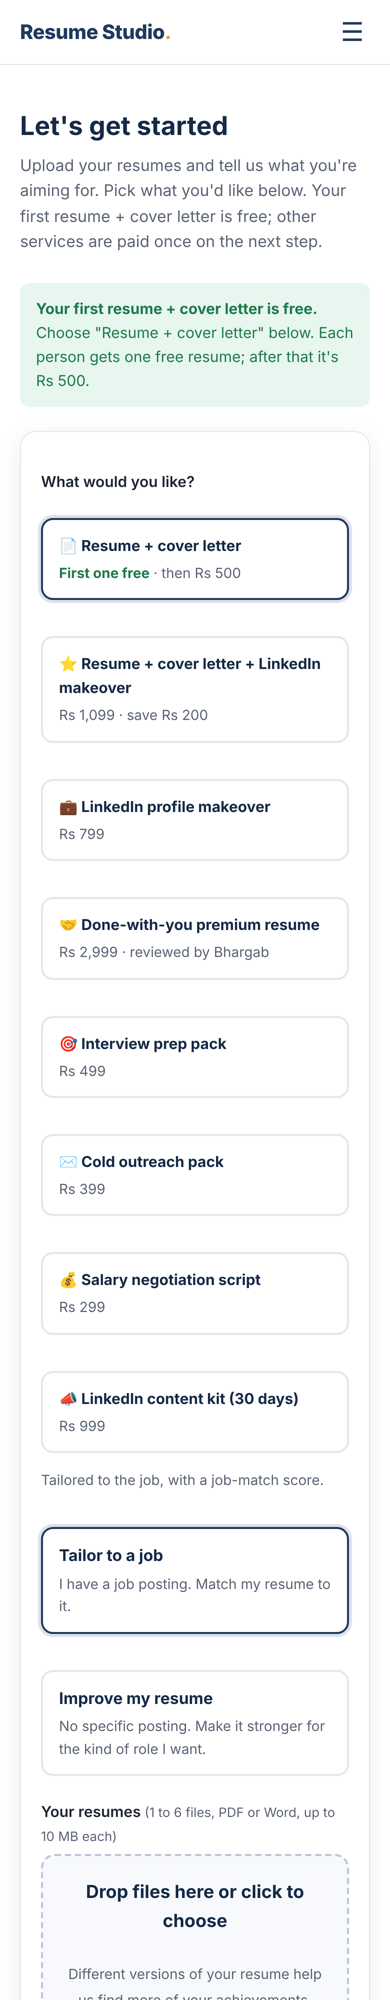 Resume Studio.
Let's get started
Upload your resumes and tell us what you're
aiming for. Pick what you'd like below. Your
first resume + cover letter is free; other
services are paid once on the next step.
Your first resume + cover letter is free.
Choose "Resume + cover letter" below. Each
person gets one free resume; after that it's
Rs 500.
What would you like?
📄 Resume + cover letter
First one free · then Rs 500
⭐ Resume + cover letter + LinkedIn
makeover
Rs 1,099 · save Rs 200
💼 LinkedIn profile makeover
Rs 799
🤝 Done-with-you premium resume
Rs 2,999 · reviewed by Bhargab
🎯 Interview prep pack
Rs 499
✉️ Cold outreach pack
Rs 399
💰 Salary negotiation script
Rs 299
📣 LinkedIn content kit (30 days)
Rs 999
Tailored to the job, with a job-match score.
Tailor to a job
I have a job posting. Match my resume to
it.
Improve my resume
No specific posting. Make it stronger for
the kind of role I want.
Your resumes (1 to 6 files, PDF or Word, up to
10 MB each)
Drop files here or click to
choose
Different versions of your resume help
us find more of your achievements